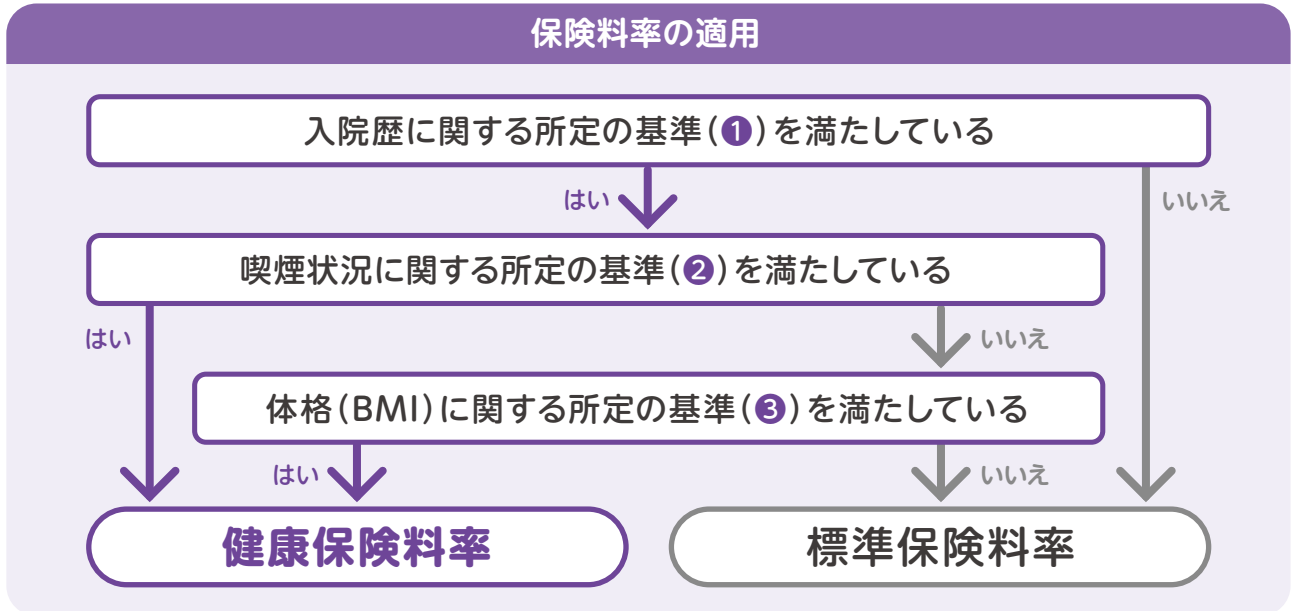 保険料率の適用
入院歴に関する所定の基準(❶)を満たしている
はい
いいえ
喫煙状況に関する所定の基準(❷)を満たしている
はい
いいえ
体格(BMI)に関する所定の基準(❸)を満たしている
はい
いいえ
健康保険料率
標準保険料率